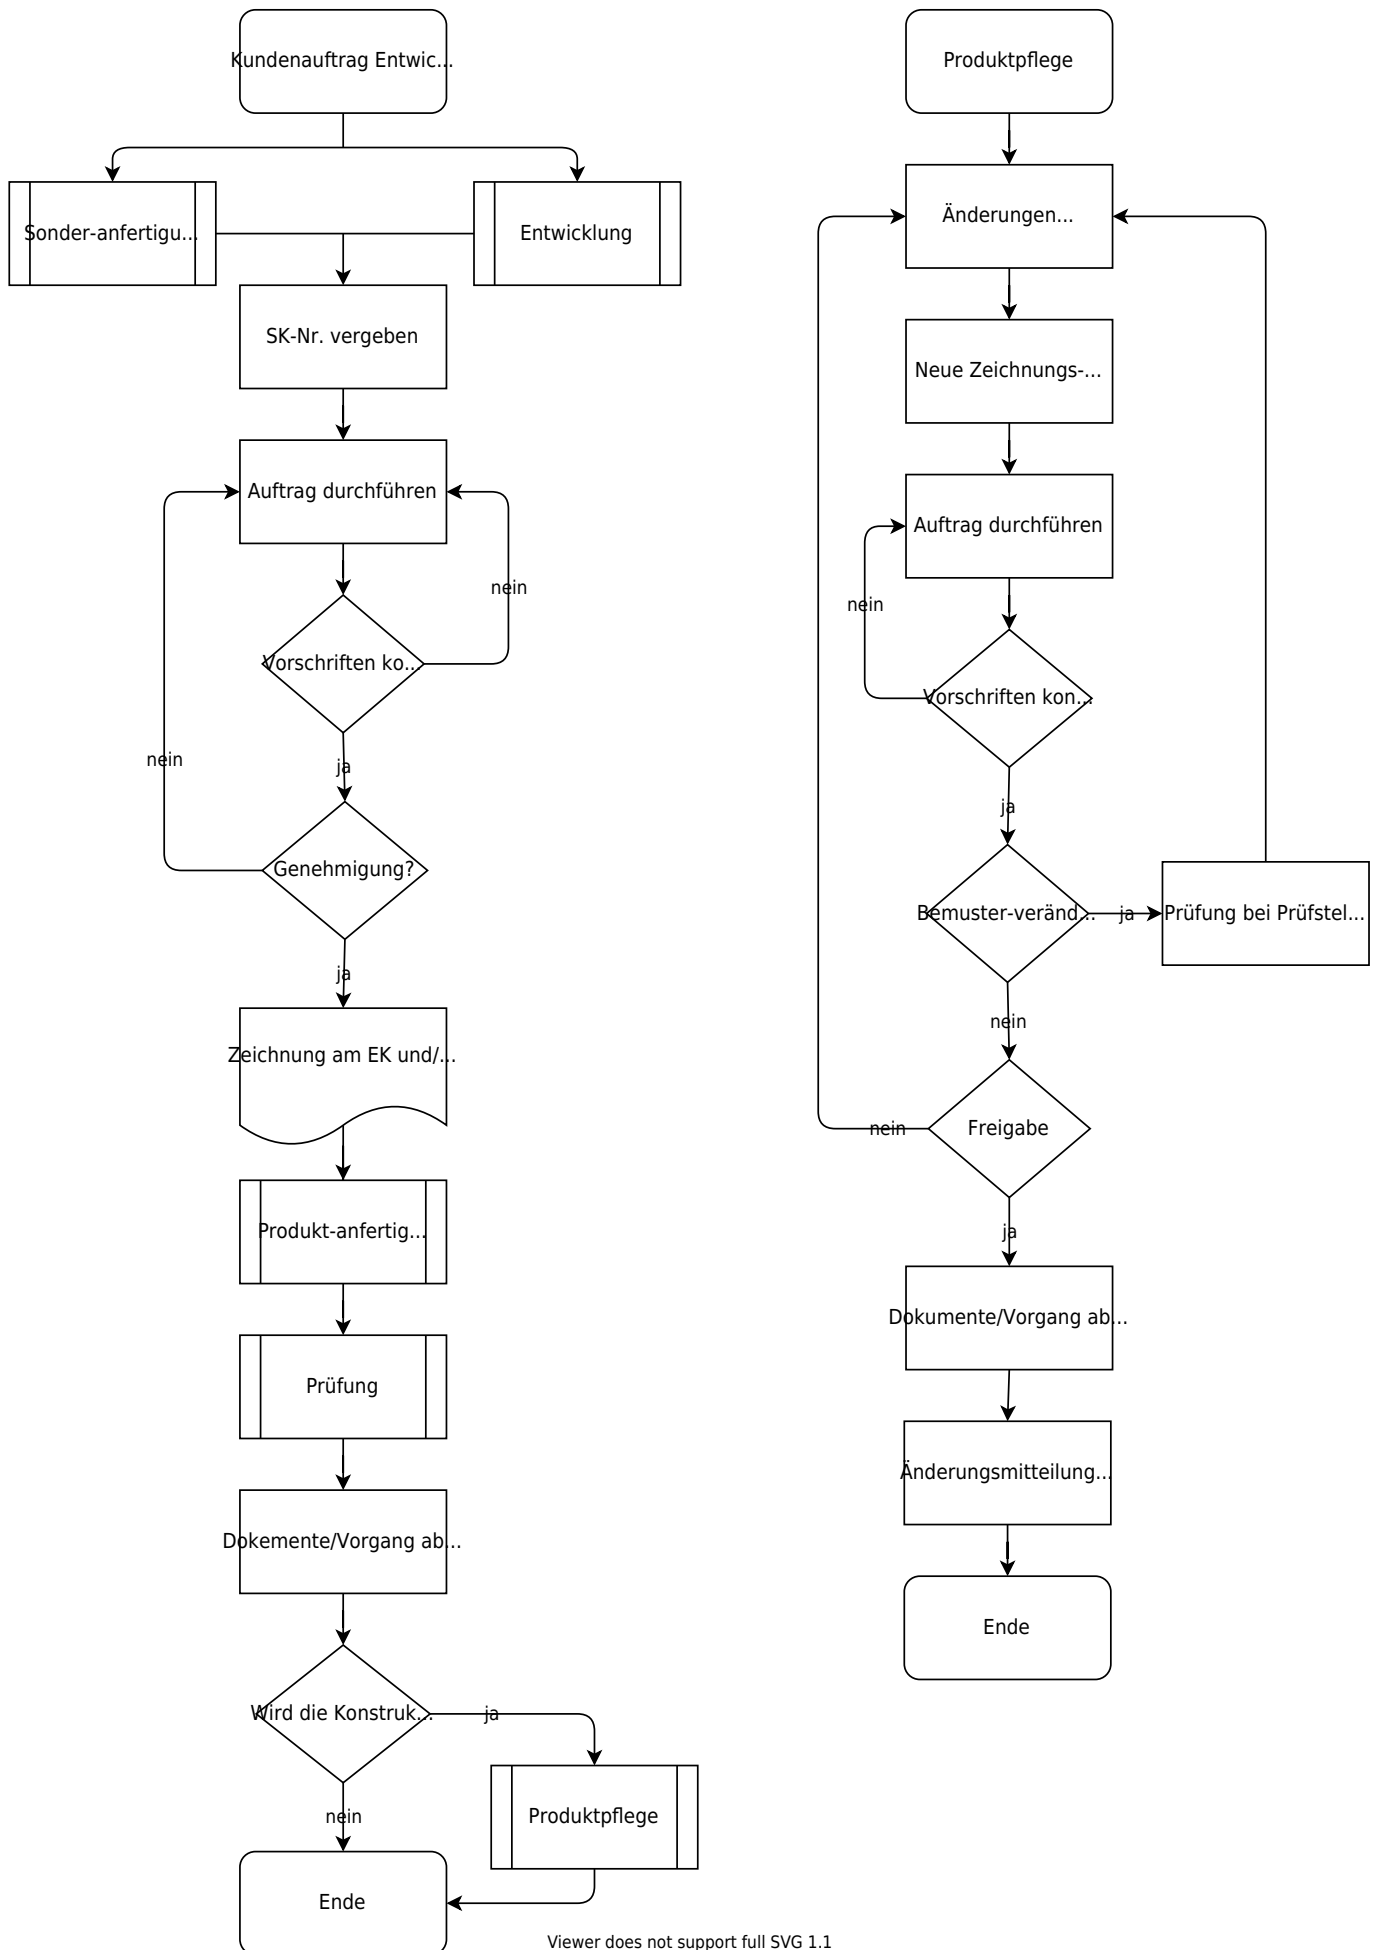 Kundenauftrag Entwic...
Sonder-anfertigu...
Entwicklung
SK-Nr. vergeben
Auftrag durchführen
nein
Vorschriften ko...
nein
ja
Genehmigung?
ja
Zeichnung am EK und/...
Produkt-anfertig...
Prüfung
Dokemente/Vorgang ab...
Wird die Konstruk...
ja
Produktpflege
nein
Ende
Produktpflege
Änderungen...
Neue Zeichnungs-...
Auftrag durchführen
nein
Vorschriften kon...
ja
Bemuster-veränd...
ja
Prüfung bei Prüfstel...
nein
Freigabe
nein
ja
Dokumente/Vorgang ab...
Änderungsmitteilung...
Ende
Viewer does not support full SVG 1.1